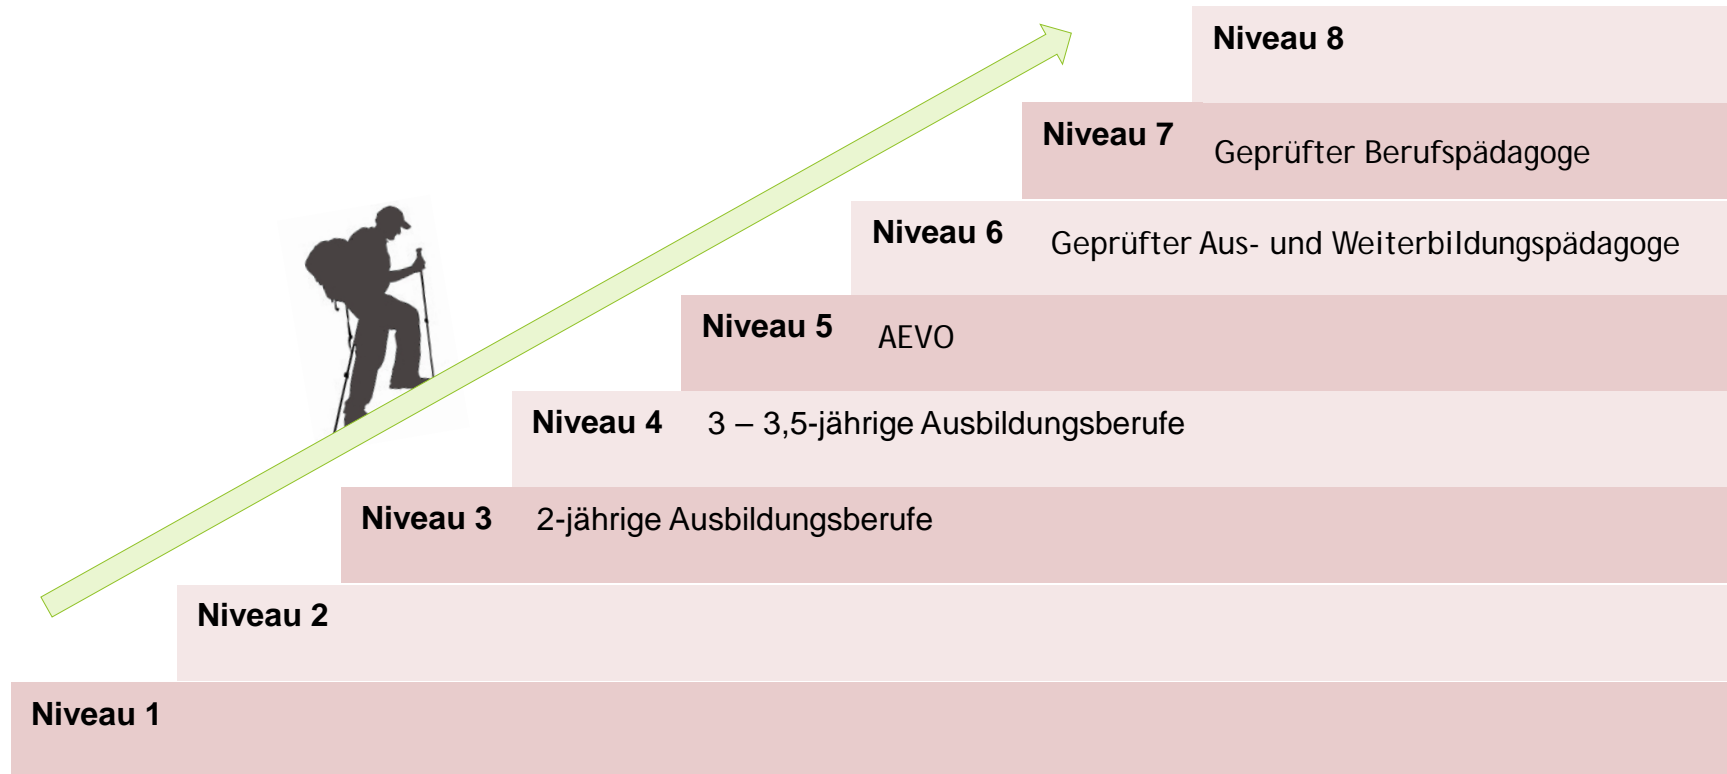 Niveau 8
Niveau 7 Geprüfter Berufspädagoge
Niveau 6 Geprüfter Aus- und Weiterbildungspädagoge
Niveau 5 AEVO
Niveau 4 3 – 3,5-jährige Ausbildungsberufe
Niveau 3 2-jährige Ausbildungsberufe
Niveau 2
Niveau 1